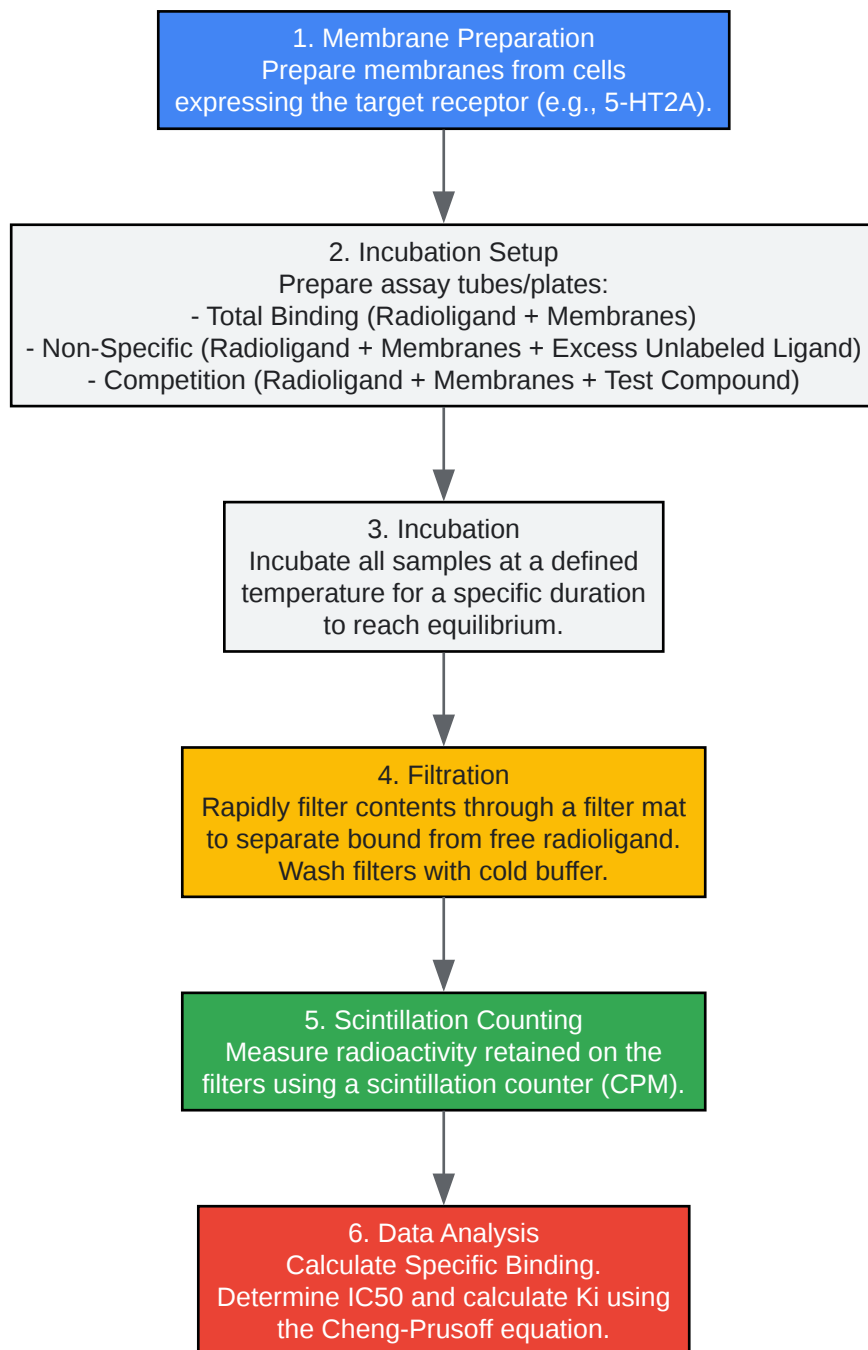 1. Membrane Preparation
Prepare membranes from cells
expressing the target receptor (e.g., 5-HT2A).
2. Incubation Setup
Prepare assay tubes/plates:
- Total Binding (Radioligand + Membranes)
- Non-Specific (Radioligand + Membranes + Excess Unlabeled Ligand)
- Competition (Radioligand + Membranes + Test Compound)
3. Incubation
Incubate all samples at a defined
temperature for a specific duration
to reach equilibrium.
4. Filtration
Rapidly filter contents through a filter mat
to separate bound from free radioligand.
Wash filters with cold buffer.
5. Scintillation Counting
Measure radioactivity retained on the
filters using a scintillation counter (CPM).
6. Data Analysis
Calculate Specific Binding.
Determine IC50 and calculate Ki using
the Cheng-Prusoff equation.